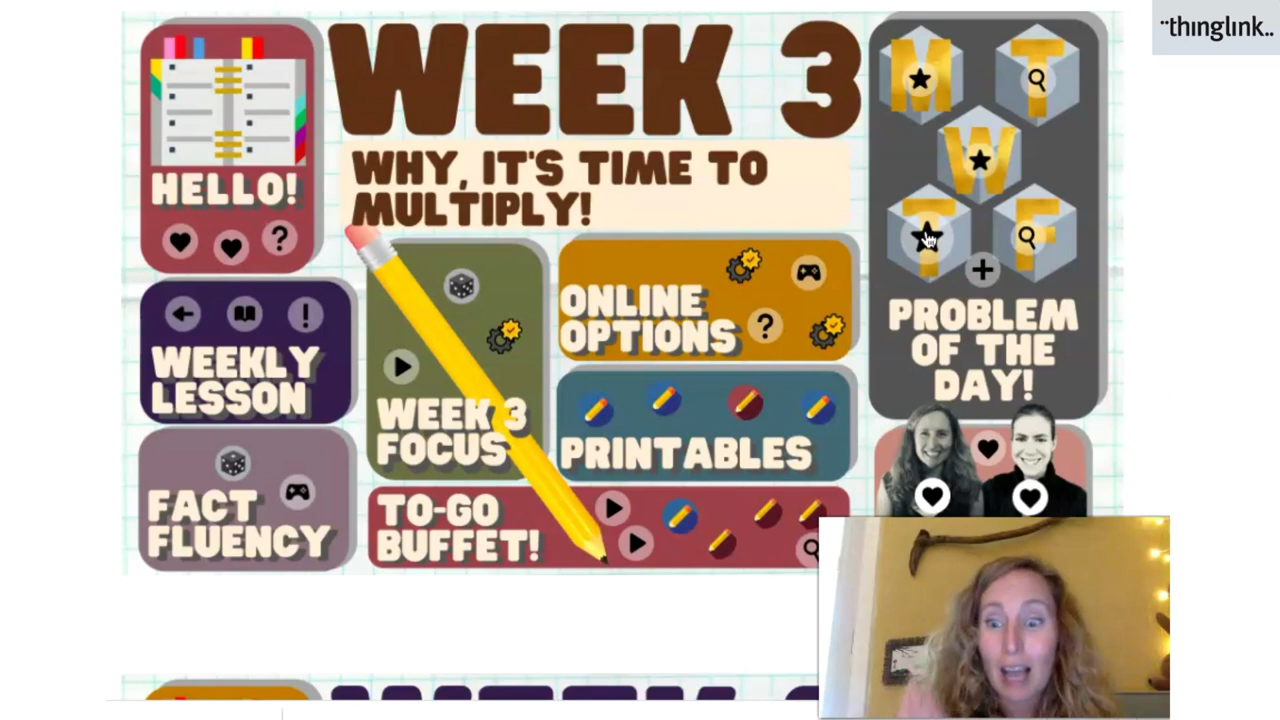 ¨thinglink..
WEEK 3
WHY, IT'S TIME TO
MULTIPLY!
HELLO!
?
WEEKLY
LESSON
!
FACT
FLUENCY
WEEK 3
FOCUS
ONLINE
OPTIONS
?
PRINTABLES
TO-GO
BUFFET!
M
T
W
T
F
+
PROBLEM
OF THE
DAY!